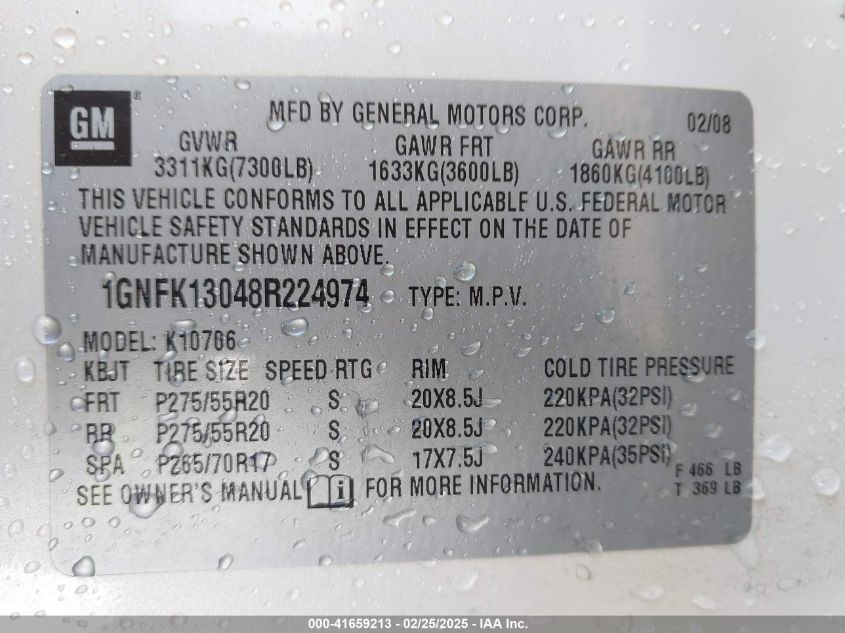 GM
MFD BY GENERAL MOTORS CORP. 02/08
GVWR GAWR FRT GAWR RR
3311KG(7300LB) 1633KG(3600LB) 1860KG(4100LB)
THIS VEHICLE CONFORMS TO ALL APPLICABLE U.S. FEDERAL MOTOR
VEHICLE SAFETY STANDARDS IN EFFECT ON THE DATE OF
MANUFACTURE SHOWN ABOVE.
1GNFK13048R224974 TYPE: M.P.V.
MODEL: K10706
KBJT TIRE SIZE SPEED RTG RIM COLD TIRE PRESSURE
FRT P275/55R20 S 20X8.5J 220KPA(32PSI)
RR P275/55R20 S 20X8.5J 220KPA(32PSI)
SPA P265/70R17 S 17X7.5J 240KPA(35PSI)
F 466 LB
SEE OWNER'S MANUAL i FOR MORE INFORMATION.
T 369 LB
000-41659213 - 02/25/2025 - IAA Inc.